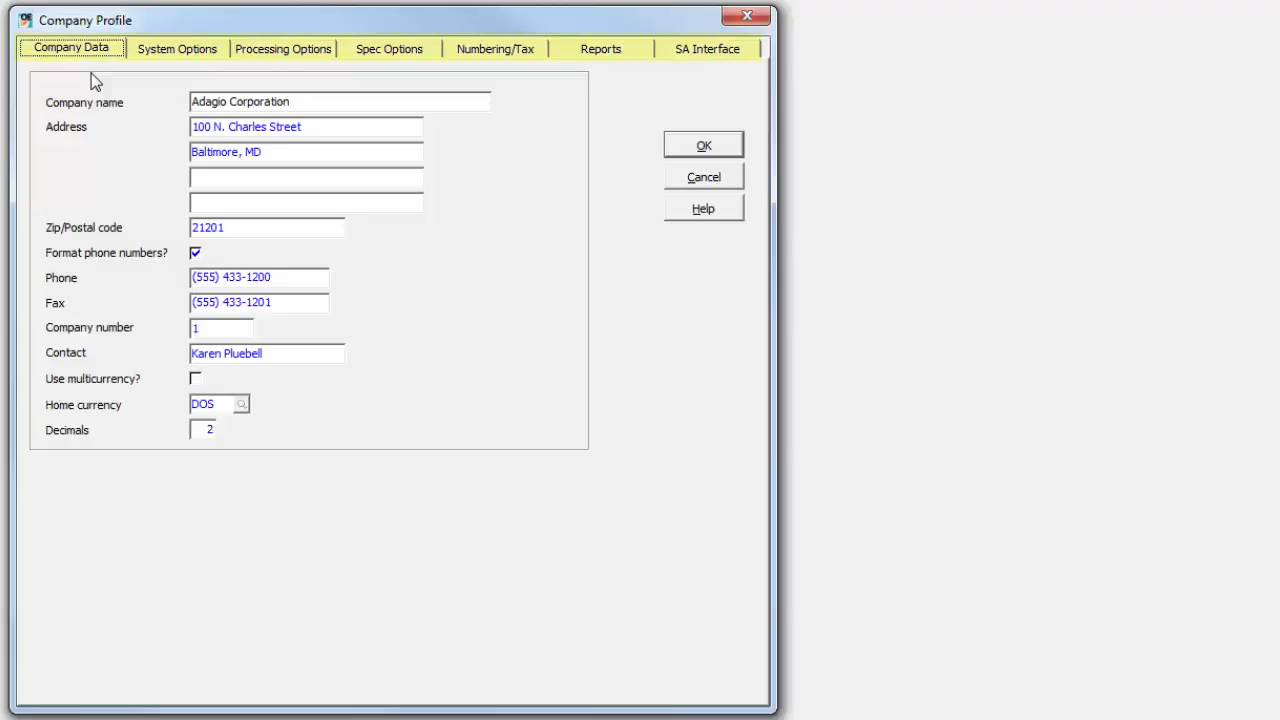 OE Company Profile
Company Data System Options Processing Options Spec Options Numbering/Tax Reports SA Interface
Company name Adagio Corporation
Address 100 N. Charles Street
Baltimore, MD
Zip/Postal code 21201
Format phone numbers?
Phone (555) 433-1200
Fax (555) 433-1201
Company number 1
Contact Karen Pluebell
Use multicurrency?
Home currency DOS
Decimals 2
OK
Cancel
Help